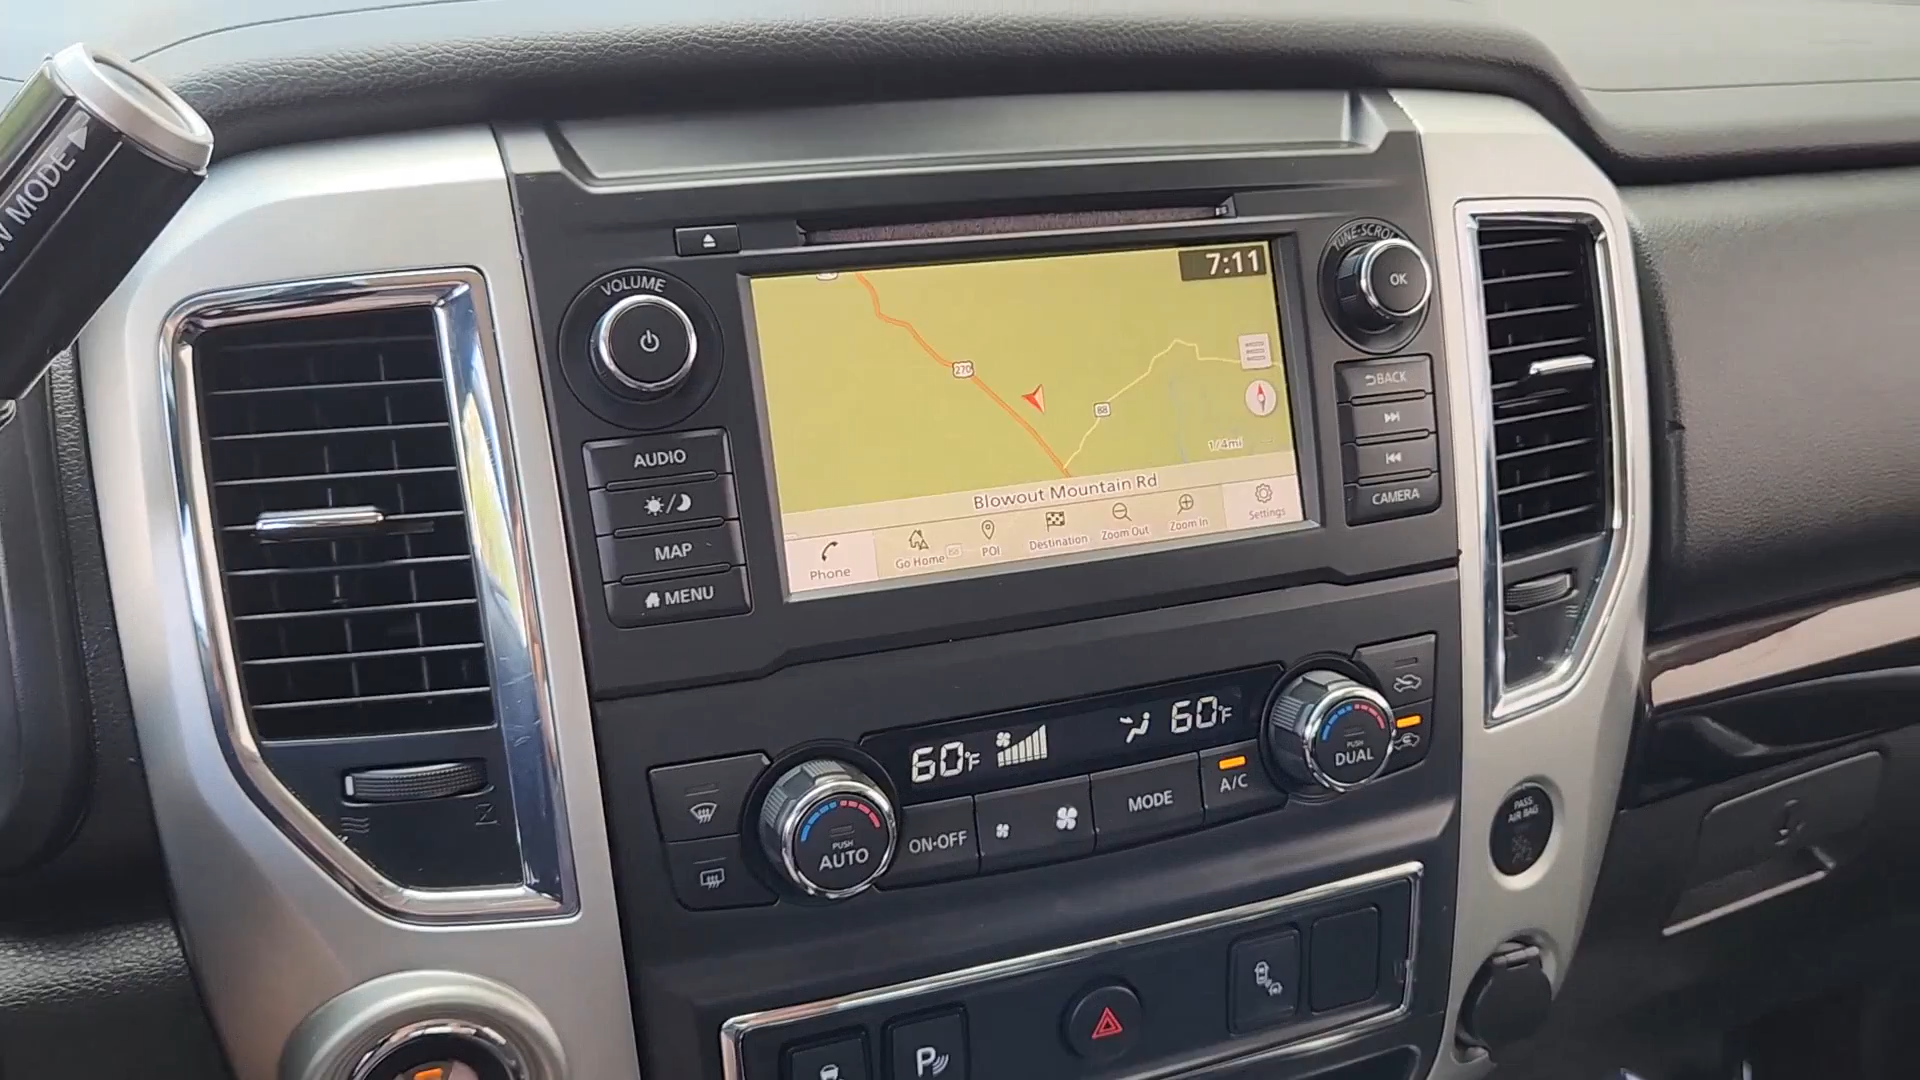 W MODE
VOLUME
AUDIO
MAP
MENU
7:11
270
88
1/4mi
Blowout Mountain Rd
Phone
Go Home
POI
Destination
Zoom Out
Zoom In
Settings
TUNE·SCROLL
OK
BACK
CAMERA
60°F
60°F
PUSH
AUTO
ON·OFF
MODE
A/C
PUSH
DUAL
PASS
AIR BAG
P